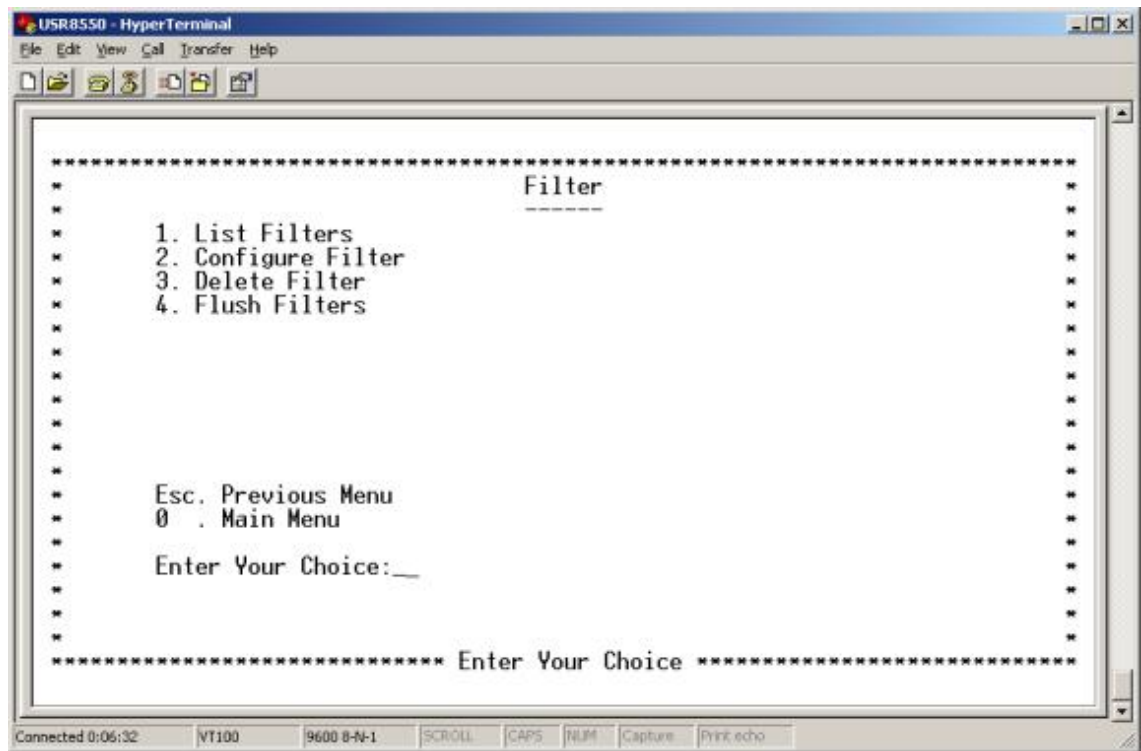 USR8550 - HyperTerminal
File Edit View Call Transfer Help
******************************************************************************
* Filter *
* ------ *
* 1. List Filters *
* 2. Configure Filter *
* 3. Delete Filter *
* 4. Flush Filters *
* *
* *
* *
* *
* *
* *
* *
* Esc. Previous Menu *
* 0 . Main Menu *
* *
* Enter Your Choice:__ *
* *
* *
* *
****************************** Enter Your Choice *****************************
Connected 0:06:32 VT100 9600 8-N-1 SCROLL CAPS NUM Capture Print echo